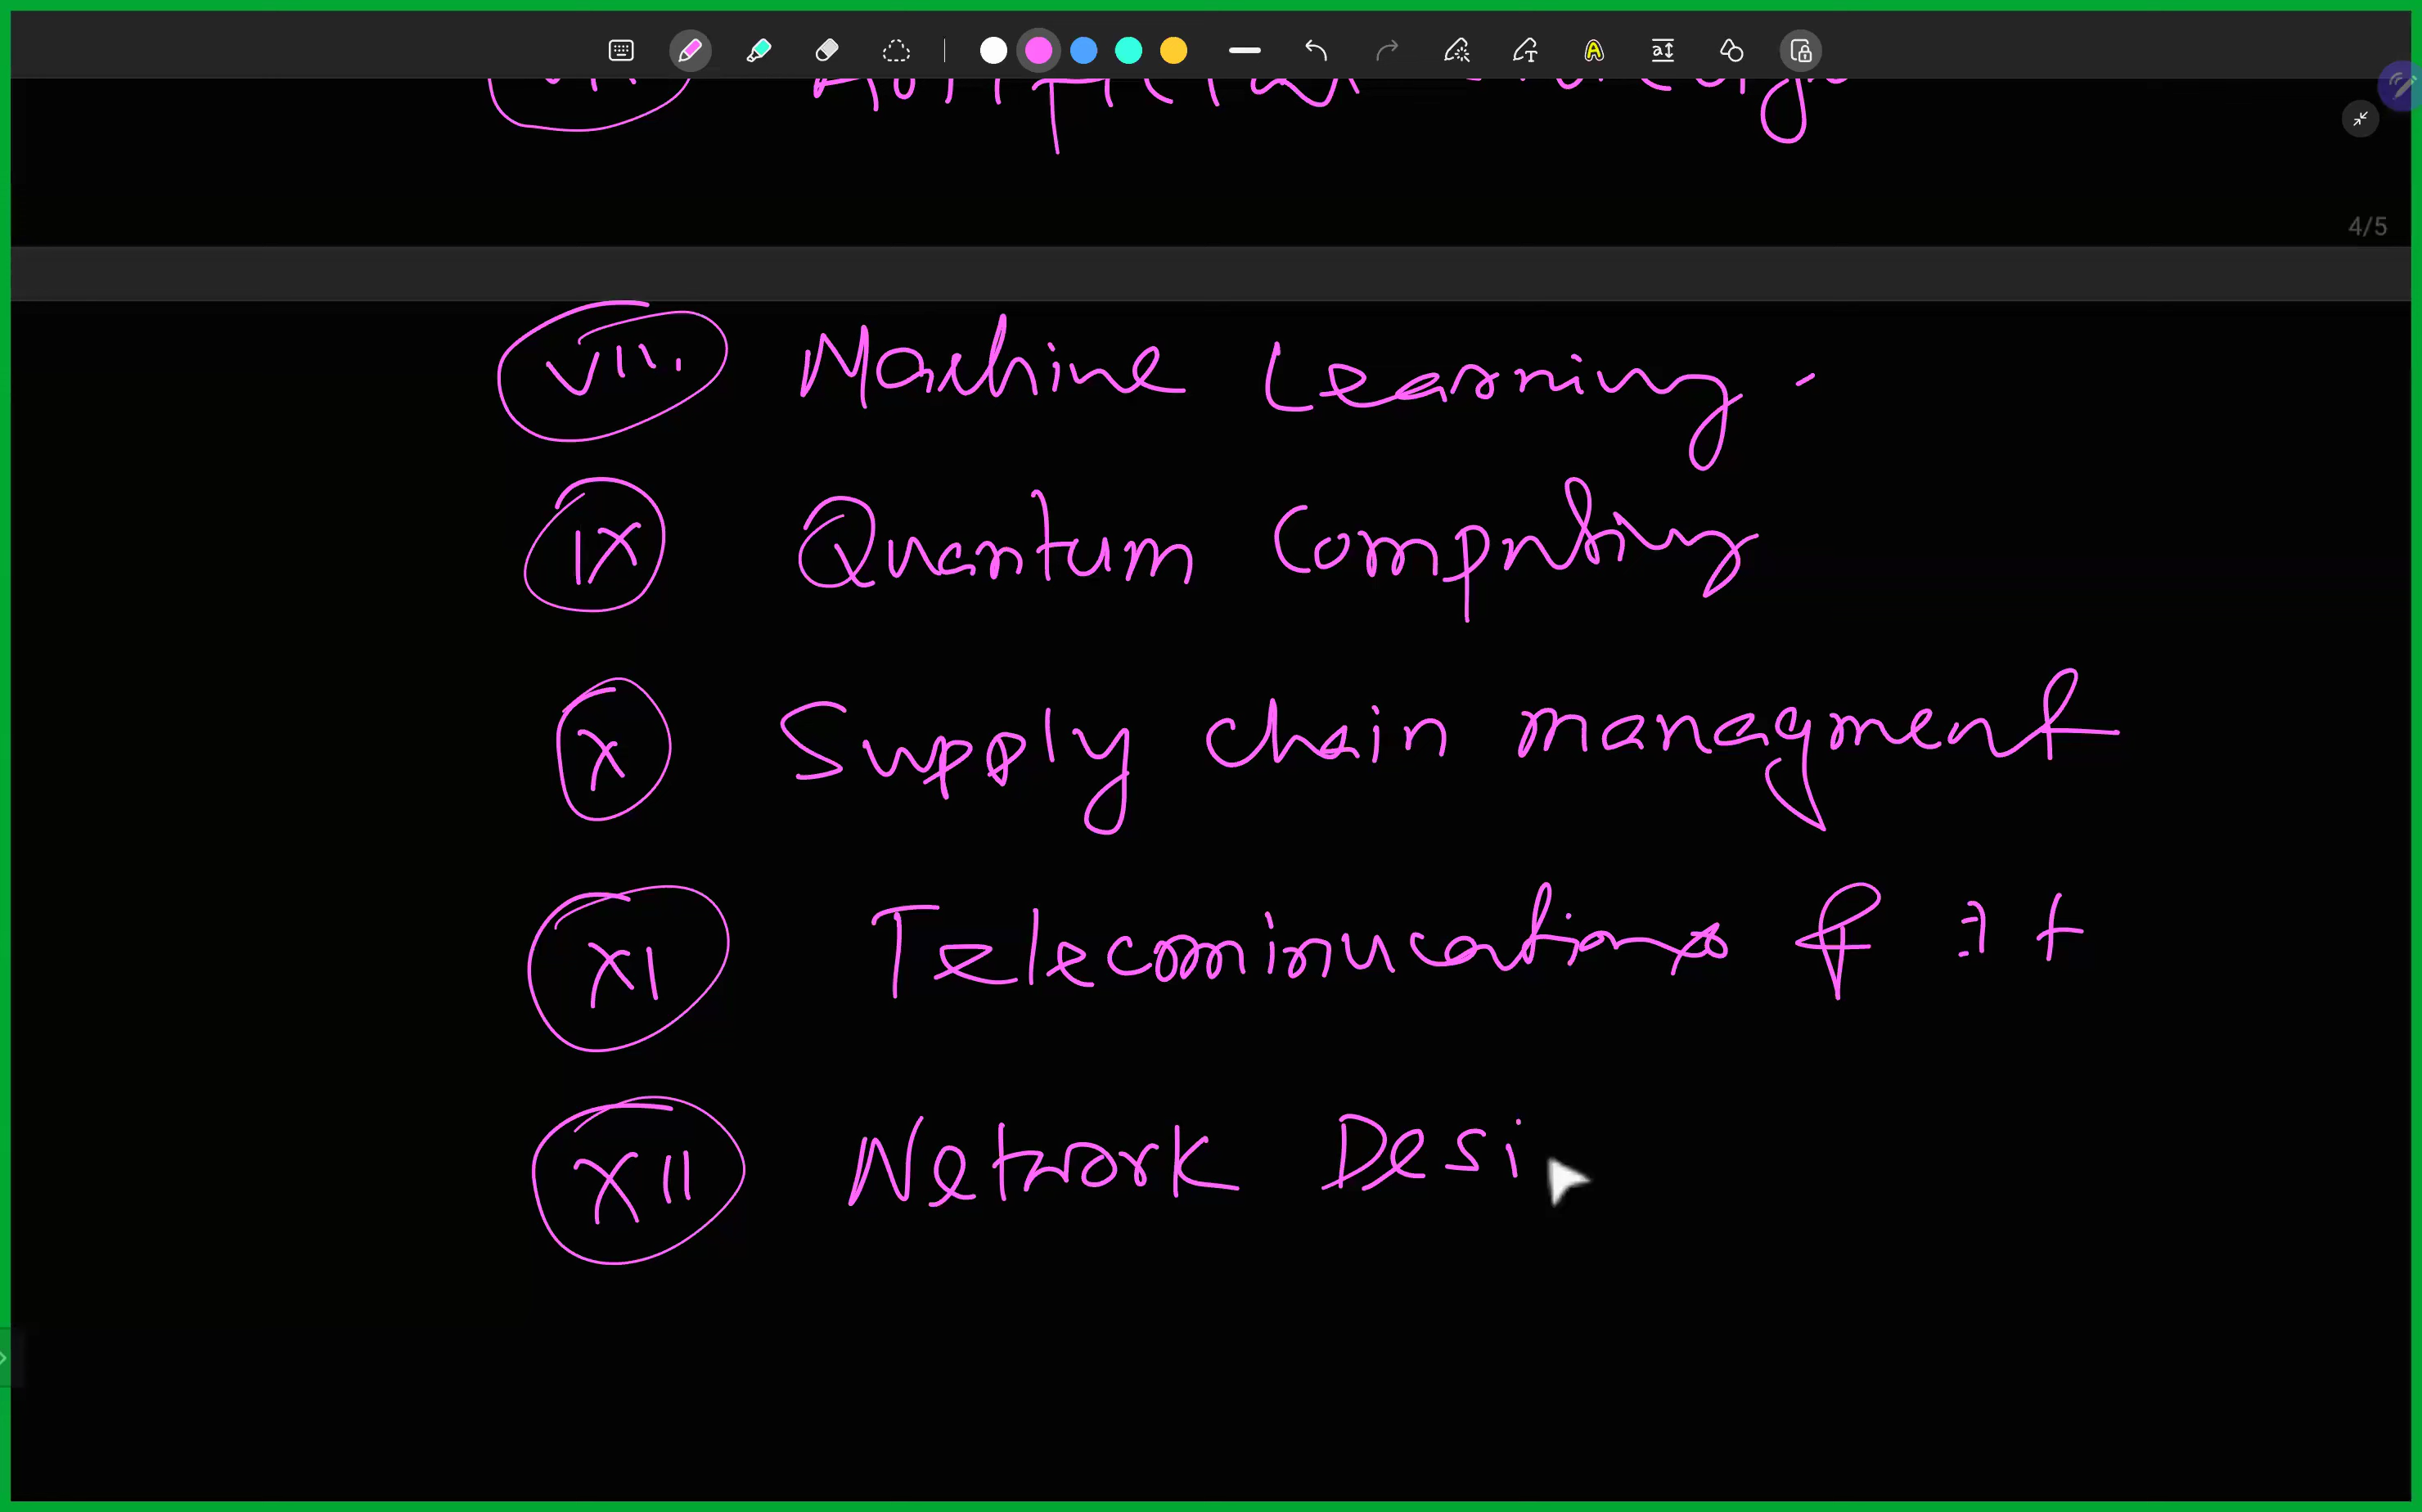 4/5
VIII. Machine Learning.
IX Quantum Computing
X Supply chain managment
XI Telecommunications & it
XII Network Desi